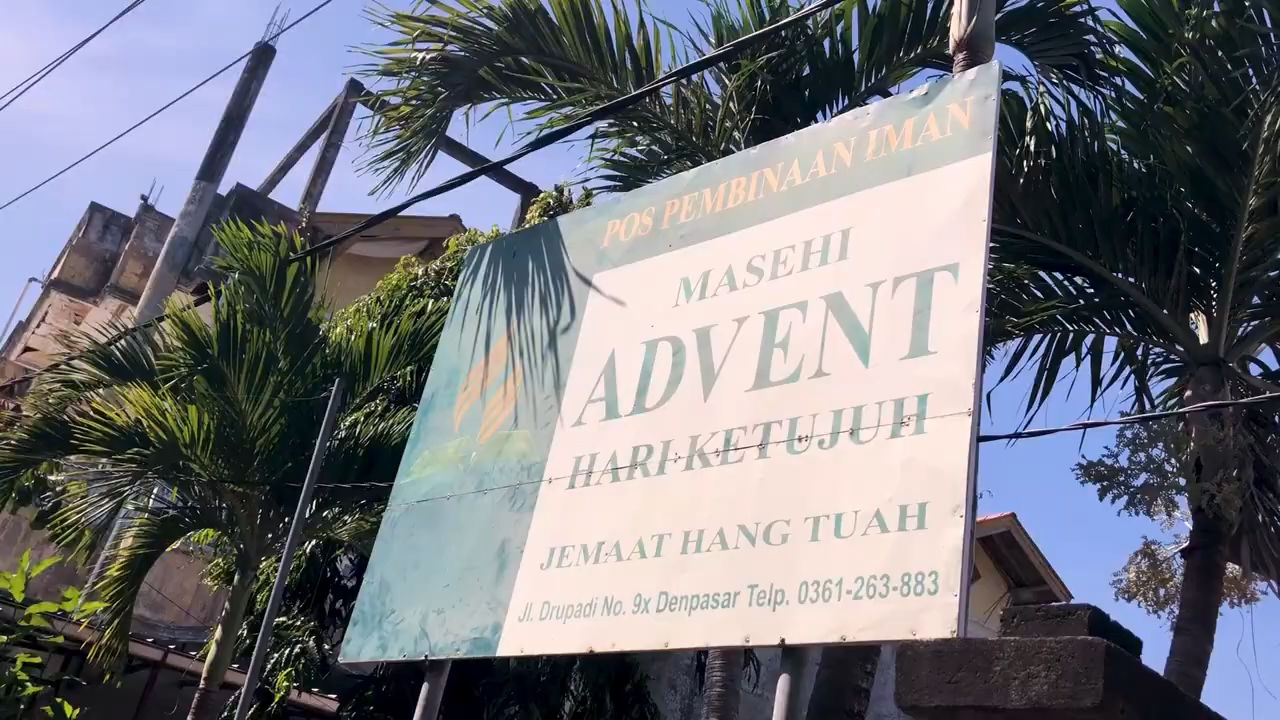 POS PEMBINAAN IMAN
MASEHI
ADVENT
HARI KETUJUH
JEMAAT HANG TUAH
Jl. Drupadi No. 9x Denpasar Telp. 0361-263-883